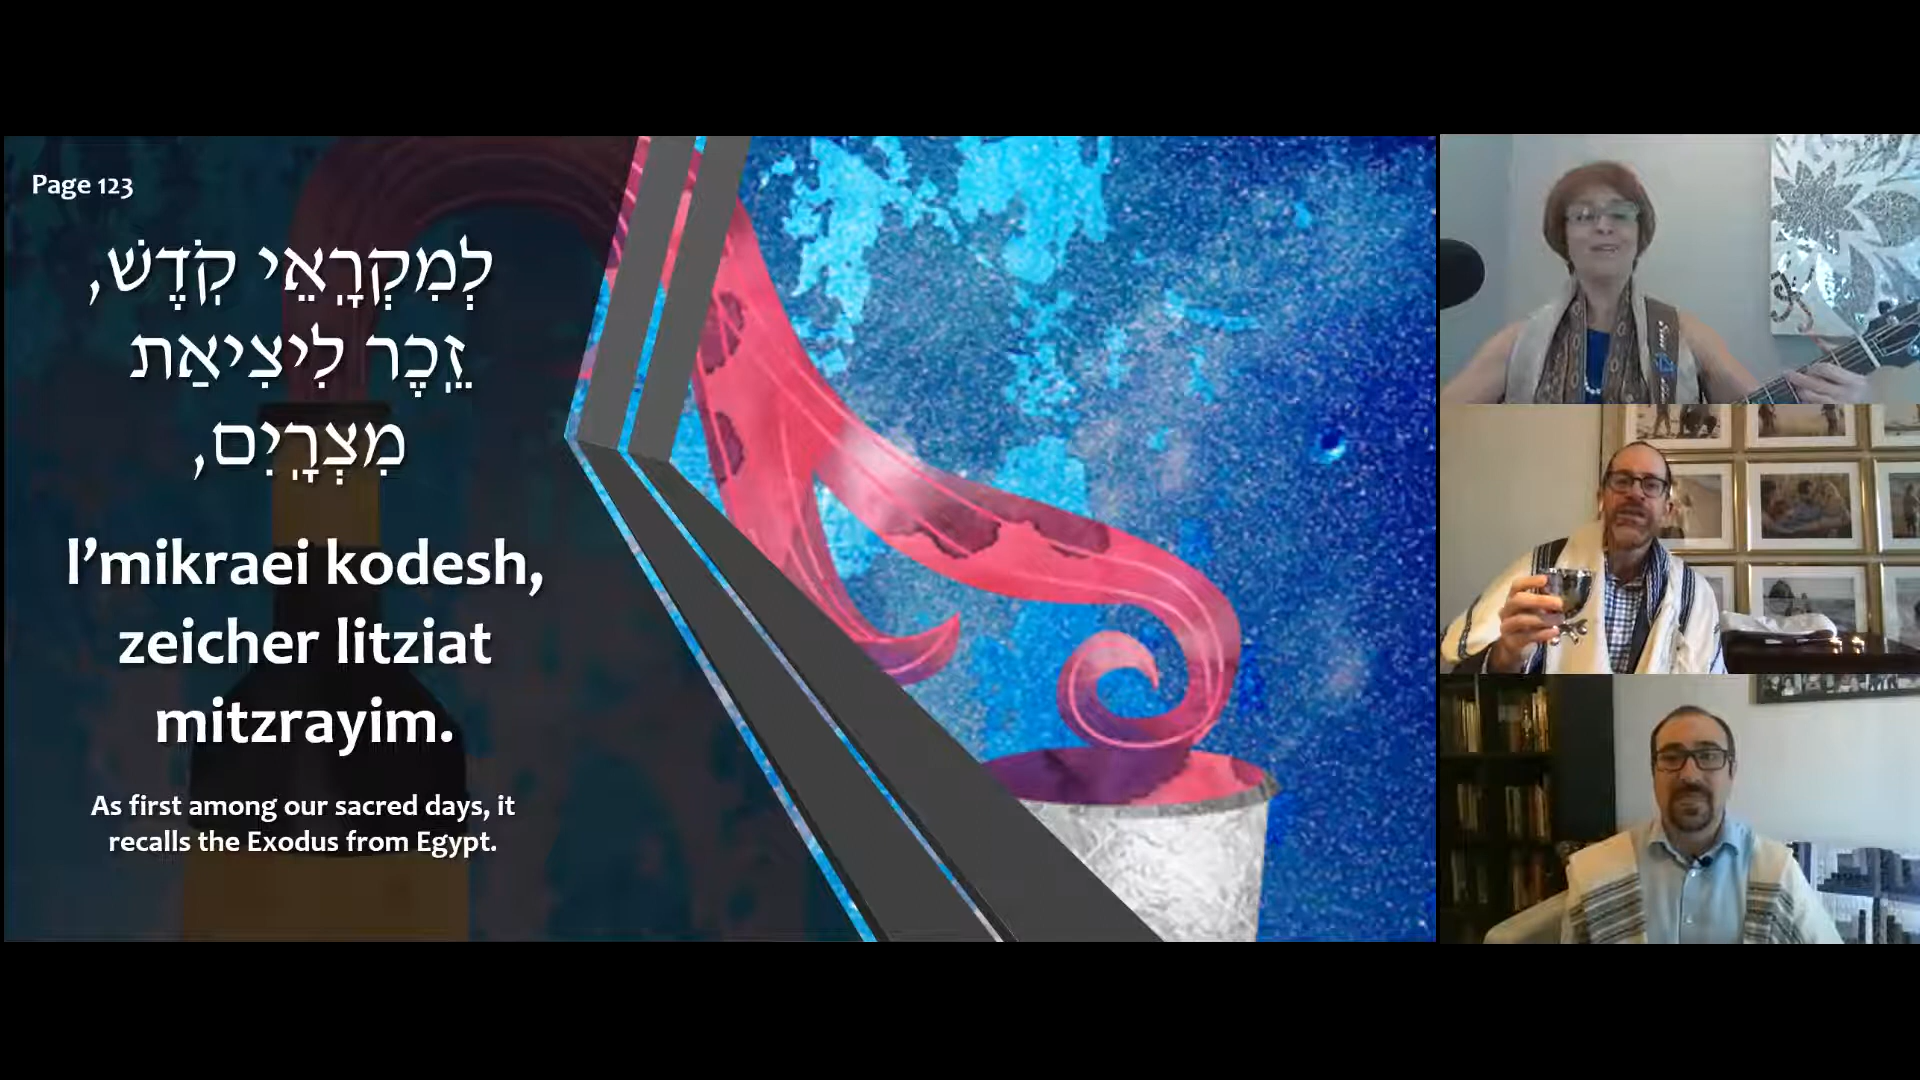 Page 123
לְמִקְרָֽאֵי קֹֽדֶשׁ,
זֵֽכֶר לִיצִיאַת
מִצְרָֽיִם,
l’mikraei kodesh,
zeicher litziat
mitzrayim.
As first among our sacred days, it
recalls the Exodus from Egypt.